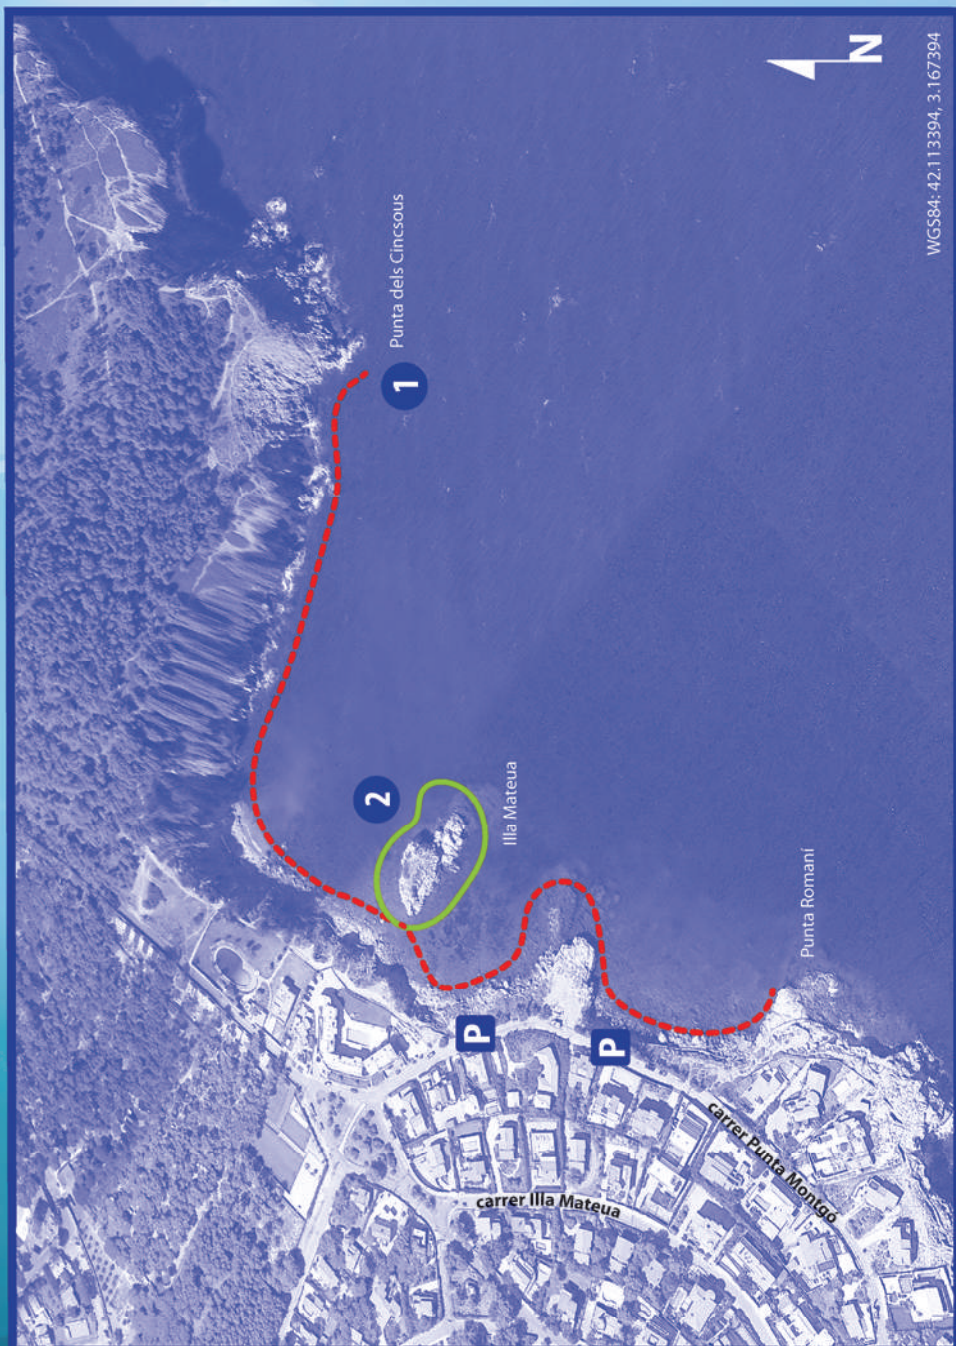 N
WGS84: 42.113394, 3.167394
Punta dels Cincsous
1
2
Illa Mateua
Punta Romaní
P
P
carrer Illa Mateua
carrer Punta Montgó